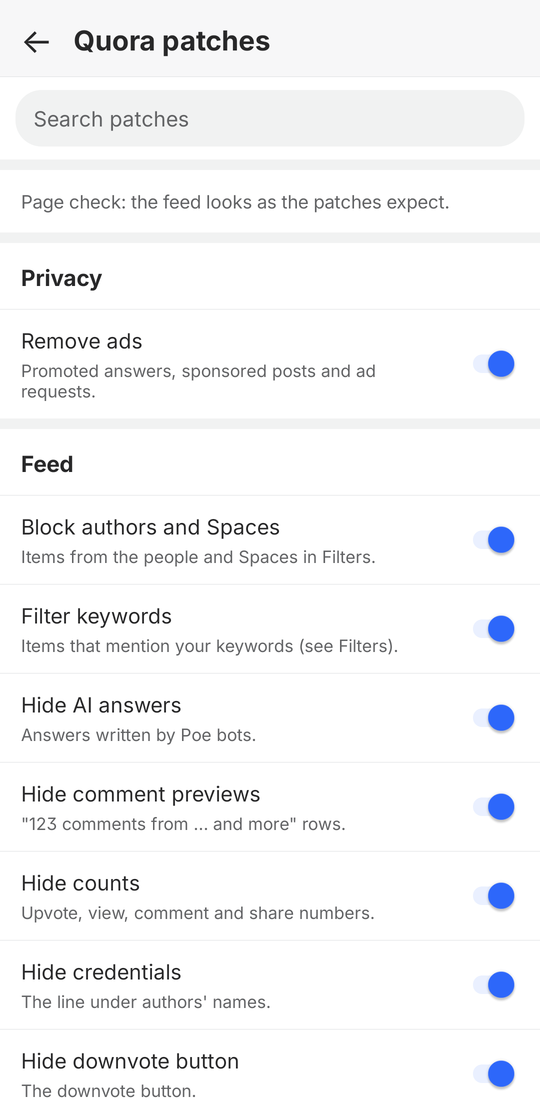 Quora patches
Search patches
Page check: the feed looks as the patches expect.
Privacy
Remove ads
Promoted answers, sponsored posts and ad
requests.
Feed
Block authors and Spaces
Items from the people and Spaces in Filters.
Filter keywords
Items that mention your keywords (see Filters).
Hide AI answers
Answers written by Poe bots.
Hide comment previews
"123 comments from ... and more" rows.
Hide counts
Upvote, view, comment and share numbers.
Hide credentials
The line under authors' names.
Hide downvote button
The downvote button.